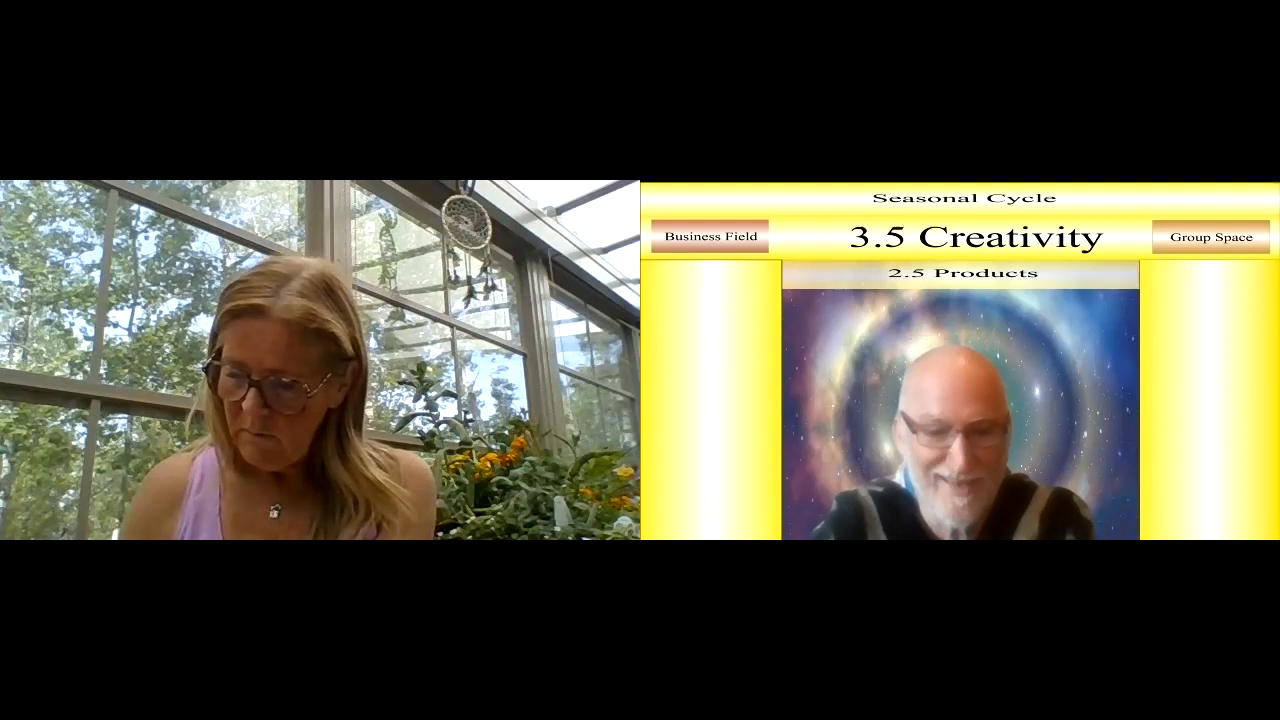 Seasonal Cycle
Business Field
3.5 Creativity
Group Space
2.5 Products